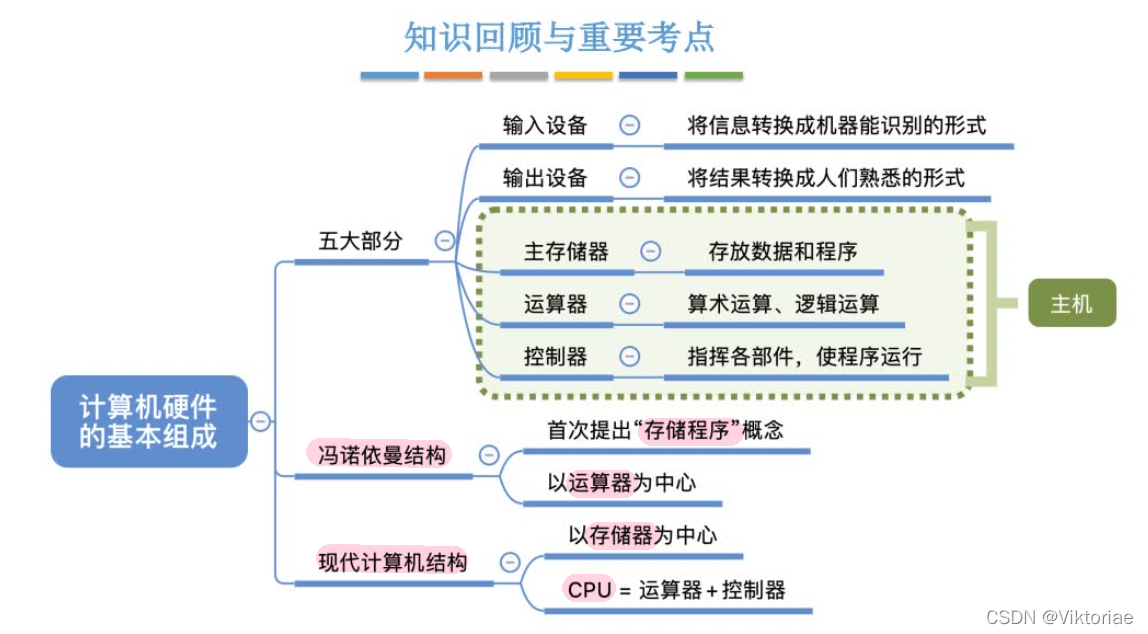 知识回顾与重要考点
输入设备
将信息转换成机器能识别的形式
输出设备
将结果转换成人们熟悉的形式
五大部分
主存储器
存放数据和程序
运算器
算术运算、逻辑运算
主机
控制器
指挥各部件，使程序运行
计算机硬件
的基本组成
冯诺依曼结构
首次提出“存储程序”概念
以运算器为中心
现代计算机结构
以存储器为中心
CPU = 运算器+控制器
CSDN @Viktoriae